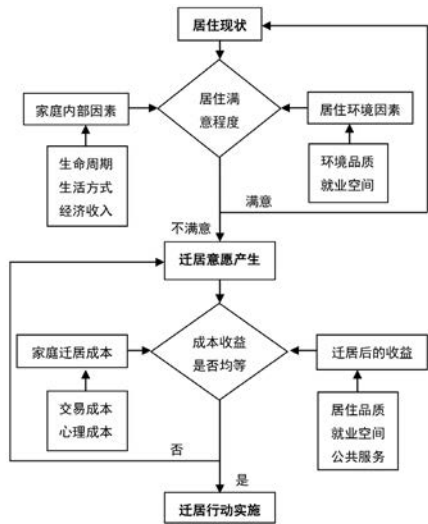 居住现状
居住满
意程度
家庭内部因素
居住环境因素
生命周期
生活方式
经济收入
环境品质
就业空间
满意
不满意
迁居意愿产生
成本收益
是否均等
家庭迁居成本
迁居后的收益
交易成本
心理成本
居住品质
就业空间
公共服务
否
是
迁居行动实施